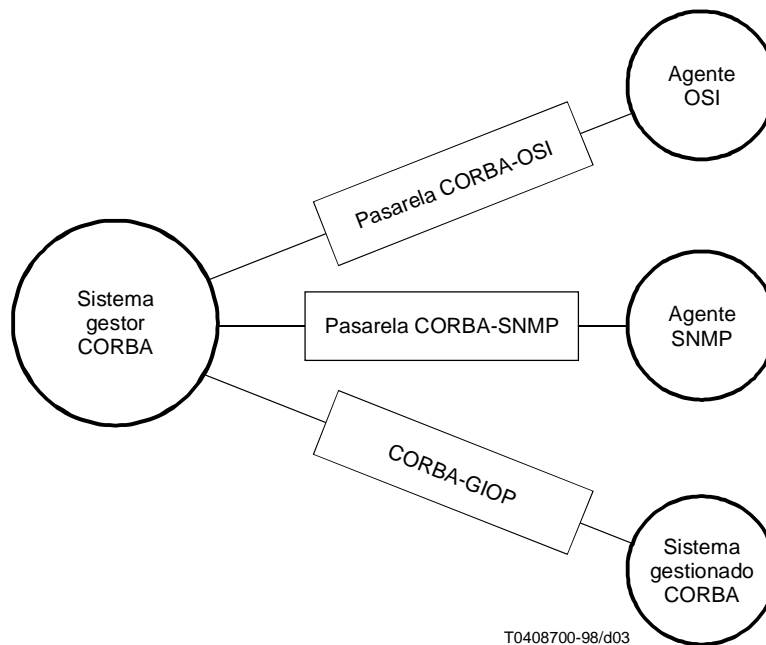 Agente
OSI
Pasarela CORBA-OSI
Sistema
gestor
CORBA
Pasarela CORBA-SNMP
Agente
SNMP
CORBA-GIOP
Sistema
gestionado
CORBA
T0408700-98/d03